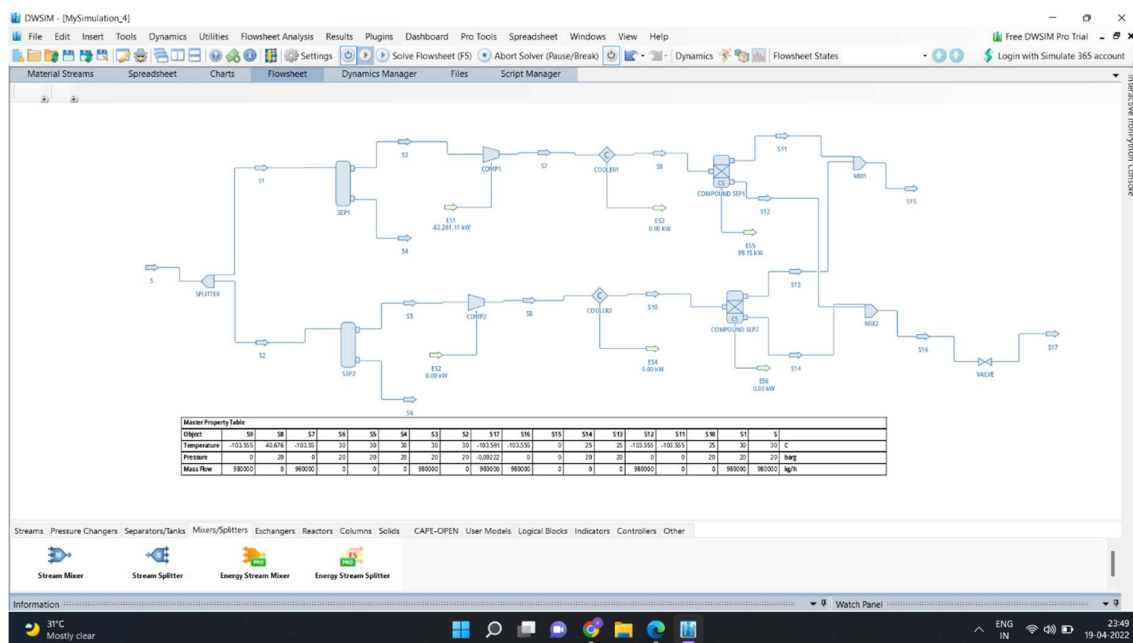 DWSIM - [MySimulation_4]
File Edit Insert Tools Dynamics Utilities Flowsheet Analysis Results Plugins Dashboard Pro Tools Spreadsheet Windows View Help
Free DWSIM Pro Trial
Settings Solve Flowsheet (F5) Abort Solver (Pause/Break) Dynamics Flowsheet States Login with Simulate 365 account
Material Streams Spreadsheet Charts Flowsheet Dynamics Manager Files Script Manager
Interactive IronPython Console
S3
S1
SEP1
COMP1
S7
COOLER1
S9
COMPOUND SEP1
S11
MIX1
S15
S12
ES1
-62,281.11 kW
ES3
0.00 kW
ES5
99.15 kW
S4
S
SPLITTER
S2
SEP2
S5
COMP2
S8
COOLER2
S10
COMPOUND SEP2
S13
MIX2
S16
VALVE
S17
S14
ES2
0.00 kW
ES4
0.00 kW
ES6
0.00 kW
S6
Master Property Table
Object S9 S8 S7 S6 S5 S4 S3 S2 S17 S16 S15 S14 S13 S12 S11 S10 S1 S
Temperature -103.555 40.676 -103.55 30 30 30 30 30 -103.591 -103.555 0 25 25 -103.555 -103.555 25 30 30 C
Pressure 0 20 0 20 20 20 20 20 -0.00222 0 0 20 20 0 0 20 20 20 barg
Mass Flow 980000 0 980000 0 0 0 980000 0 980000 980000 0 0 0 980000 0 0 980000 980000 kg/h
Streams Pressure Changers Separators/Tanks Mixers/Splitters Exchangers Reactors Columns Solids CAPE-OPEN User Models Logical Blocks Indicators Controllers Other
M S PRO ES PRO
Stream Mixer Stream Splitter Energy Stream Mixer Energy Stream Splitter
Information Watch Panel
31°C
Mostly clear
ENG
IN
23:49
19-04-2022